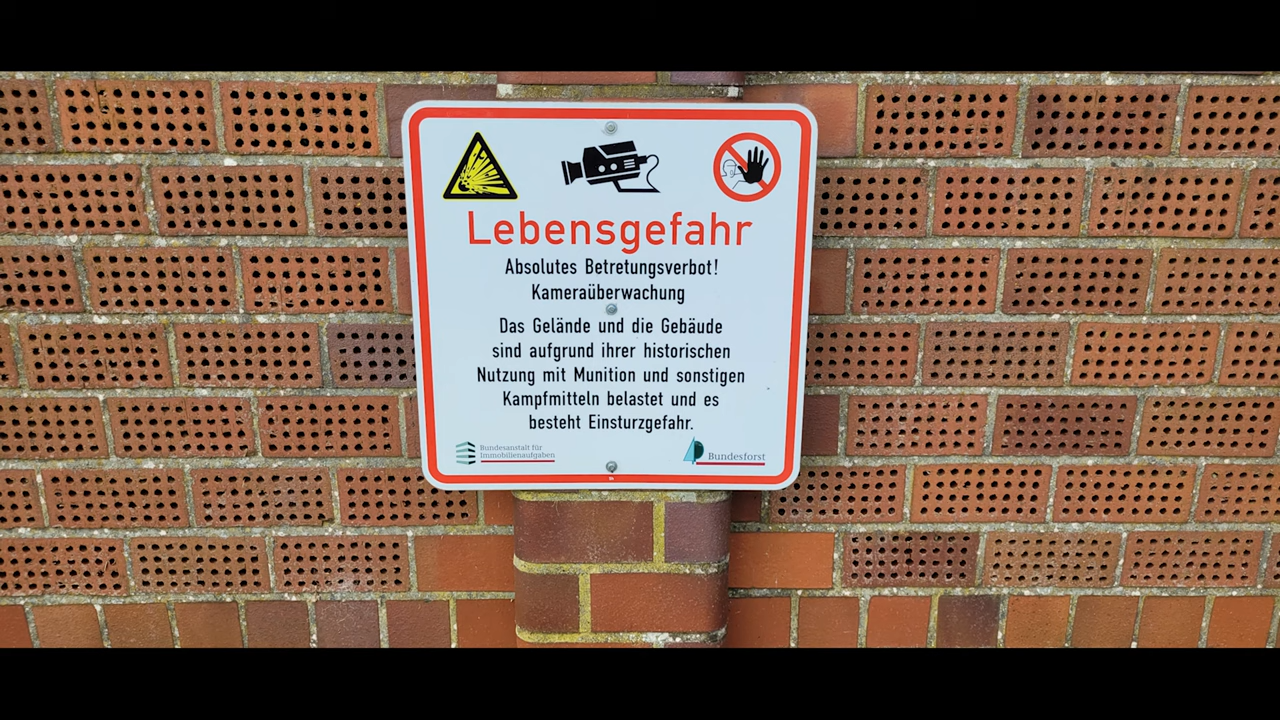 Lebensgefahr
Absolutes Betretungsverbot!
Kameraüberwachung
Das Gelände und die Gebäude
sind aufgrund ihrer historischen
Nutzung mit Munition und sonstigen
Kampfmitteln belastet und es
besteht Einsturzgefahr.
Bundesanstalt für
Immobilienaufgaben
Bundesforst